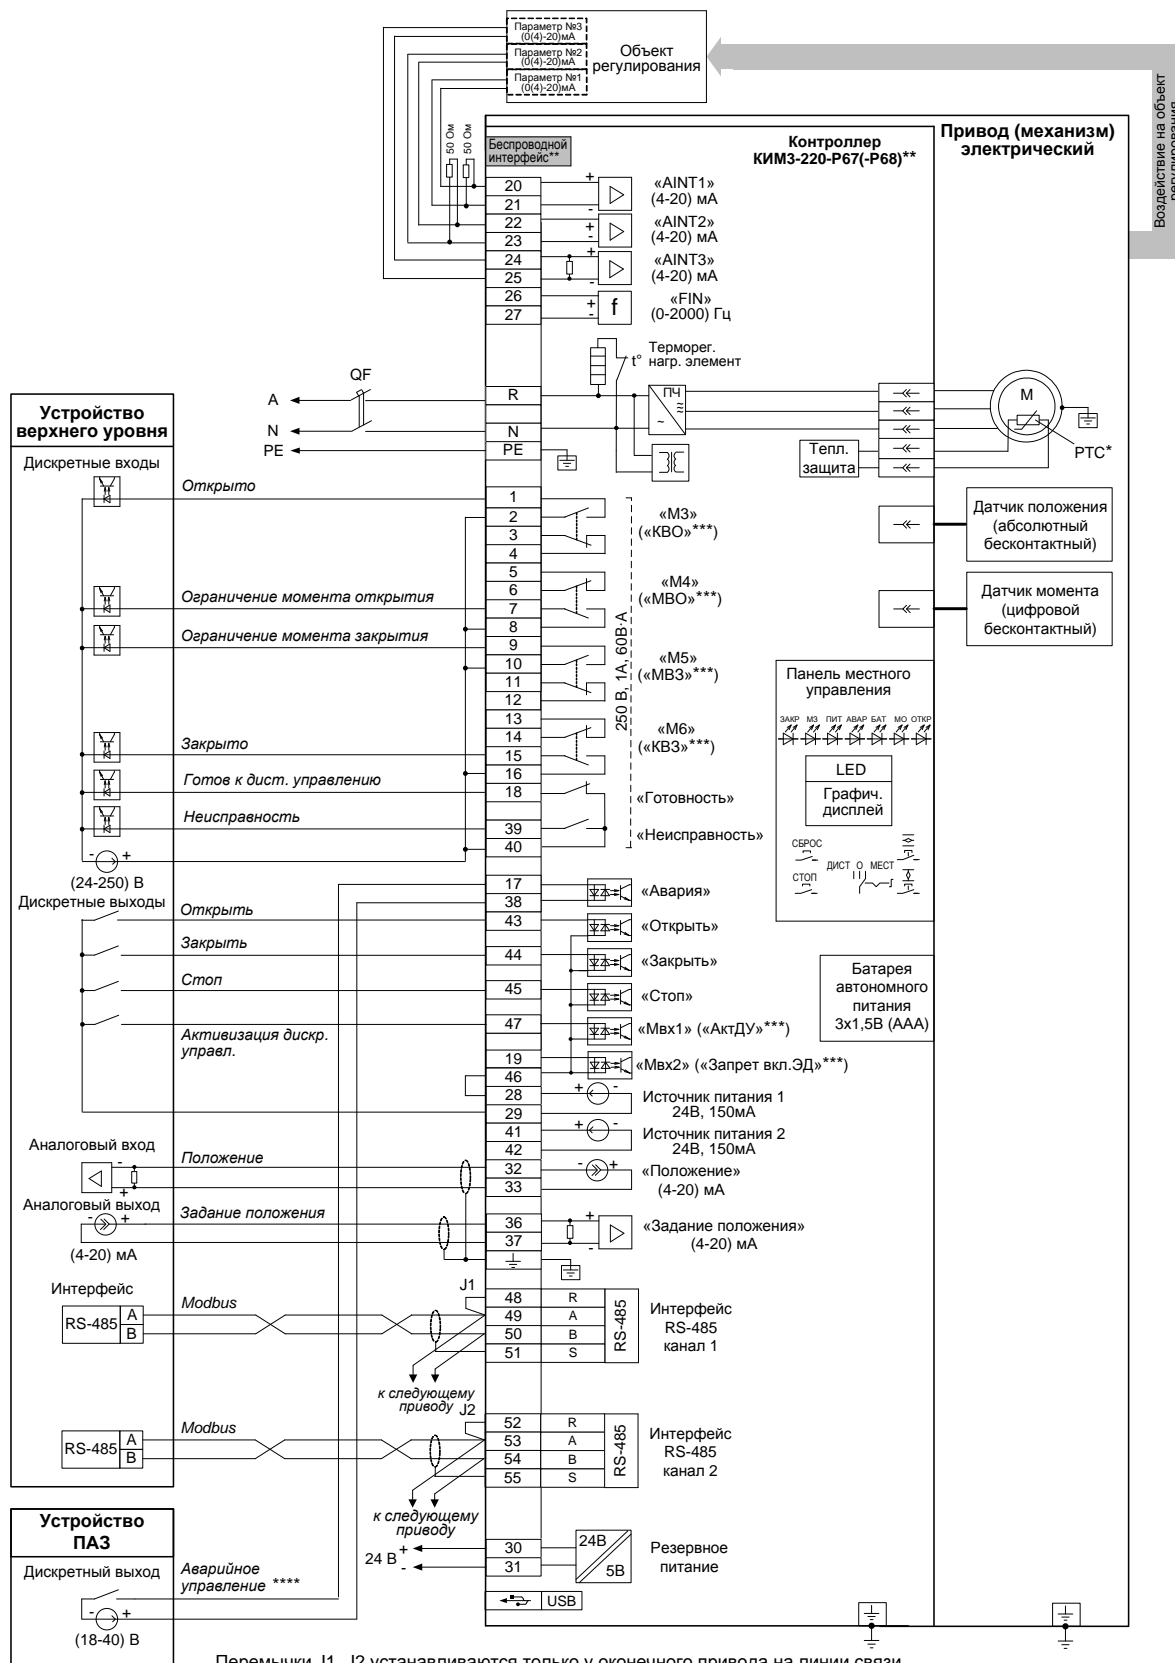 Параметр №3
(0(4)-20)мА
Параметр №2
(0(4)-20)мА
Параметр №1
(0(4)-20)мА
Объект
регулирования
Воздействие на объект
регулирования
50 Ом
50 Ом
Беспроводной
интерфейс**
Контроллер
КИМ3-220-Р67(-Р68)**
Привод (механизм)
электрический
20
21
22
23
24
25
26
27
+
-
«AINT1»
(4-20) мА
+
-
«AINT2»
(4-20) мА
+
-
«AINT3»
(4-20) мА
+
-
f
«FIN»
(0-2000) Гц
t°
Терморег.
нагр. элемент
QF
A
N
PE
R
N
PE
ПЧ
~
≂
M
PTC*
Тепл.
защита
Устройство
верхнего уровня
Дискретные входы
Открыто
Ограничение момента открытия
Ограничение момента закрытия
Закрыто
Готов к дист. управлению
Неисправность
- +
(24-250) В
1
2
3
4
5
6
7
8
9
10
11
12
13
14
15
16
18
39
40
«М3»
(«КВО»***)
«М4»
(«МВО»***)
«М5»
(«МВЗ»***)
«М6»
(«КВЗ»***)
«Готовность»
«Неисправность»
250 В, 1А, 60В·А
Датчик положения
(абсолютный
бесконтактный)
Датчик момента
(цифровой
бесконтактный)
Панель местного
управления
ЗАКР МЗ ПИТ АВАР БАТ МО ОТКР
LED
Графич.
дисплей
СБРОС
СТОП
ДИСТ О МЕСТ
Батарея
автономного
питания
3х1,5В (ААА)
Дискретные выходы
Открыть
Закрыть
Стоп
Активизация дискр.
управл.
17
38
43
44
45
47
19
46
28
29
41
42
32
33
36
37
«Авария»
«Открыть»
«Закрыть»
«Стоп»
«Мвх1» («АктДУ»***)
«Мвх2» («Запрет вкл.ЭД»***)
+ -
Источник питания 1
24В, 150мА
+ -
Источник питания 2
24В, 150мА
- +
«Положение»
(4-20) мА
+
-
«Задание положения»
(4-20) мА
Аналоговый вход
-
+
Положение
Аналоговый выход
- +
(4-20) мА
Задание положения
Интерфейс
RS-485
A
B
Modbus
J1
48 R
49 A
50 B
51 S
RS-485
Интерфейс
RS-485
канал 1
к следующему
приводу
J2
RS-485
A
B
Modbus
52 R
53 A
54 B
55 S
RS-485
Интерфейс
RS-485
канал 2
к следующему
приводу
Устройство
ПАЗ
Дискретный выход
- +
(18-40) В
Аварийное
управление ****
24 В
+
-
30
31
24В
5В
Резервное
питание
USB
Перемычки J1, J2 устанавливаются только у оконечного привода на линии связи